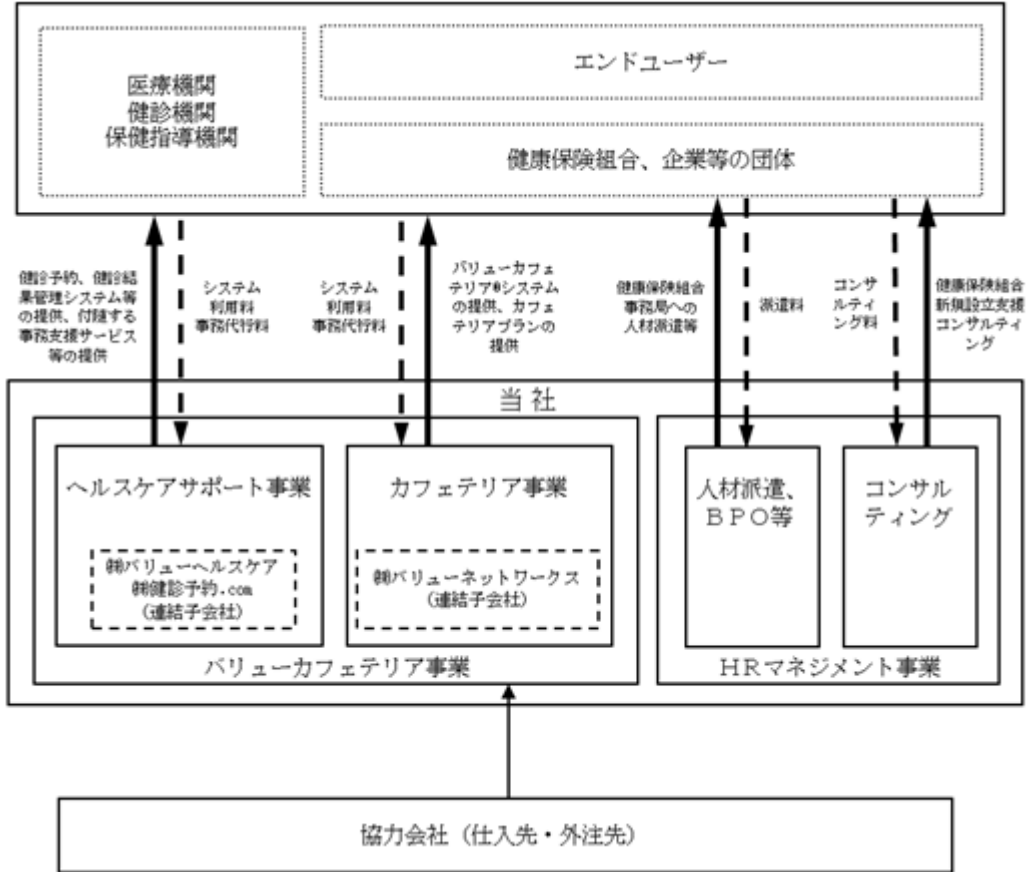 医療機関
健診機関
保健指導機関
エンドユーザー
健康保険組合、企業等の団体
健診予約、健診結
果管理システム等
の提供、付随する
事務支援サービス
等の提供
システム
利用料
事務代行料
システム
利用料
事務代行料
バリューカフェ
テリア®システム
の提供、カフェ
テリアプランの
提供
健康保険組合
事務局への
人材派遣等
派遣料
コンサ
ルティ
ング料
健康保険組合
新規設立支援
コンサルティ
ング
当社
ヘルスケアサポート事業
㈱バリューヘルスケア
㈱健診予約.com
(連結子会社)
カフェテリア事業
㈱バリューネットワークス
(連結子会社)
バリューカフェテリア事業
人材派遣、
ＢＰＯ等
コンサル
ティング
ＨＲマネジメント事業
協力会社（仕入先・外注先）